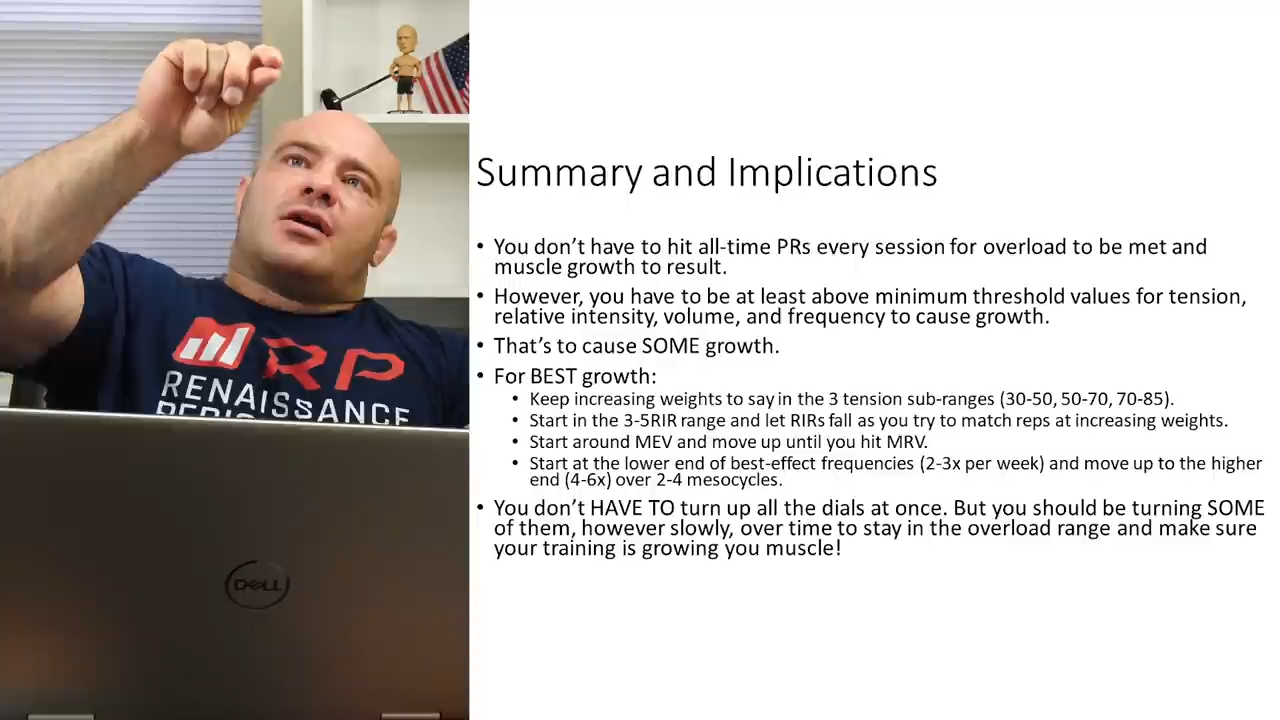 RP
RENAISSANCE
DELL
Summary and Implications
• You don't have to hit all-time PRs every session for overload to be met and
muscle growth to result.
• However, you have to be at least above minimum threshold values for tension,
relative intensity, volume, and frequency to cause growth.
• That's to cause SOME growth.
• For BEST growth:
• Keep increasing weights to say in the 3 tension sub-ranges (30-50, 50-70, 70-85).
• Start in the 3-5RIR range and let RIRs fall as you try to match reps at increasing weights.
• Start around MEV and move up until you hit MRV.
• Start at the lower end of best-effect frequencies (2-3x per week) and move up to the higher
end (4-6x) over 2-4 mesocycles.
• You don't HAVE TO turn up all the dials at once. But you should be turning SOME
of them, however slowly, over time to stay in the overload range and make sure
your training is growing you muscle!